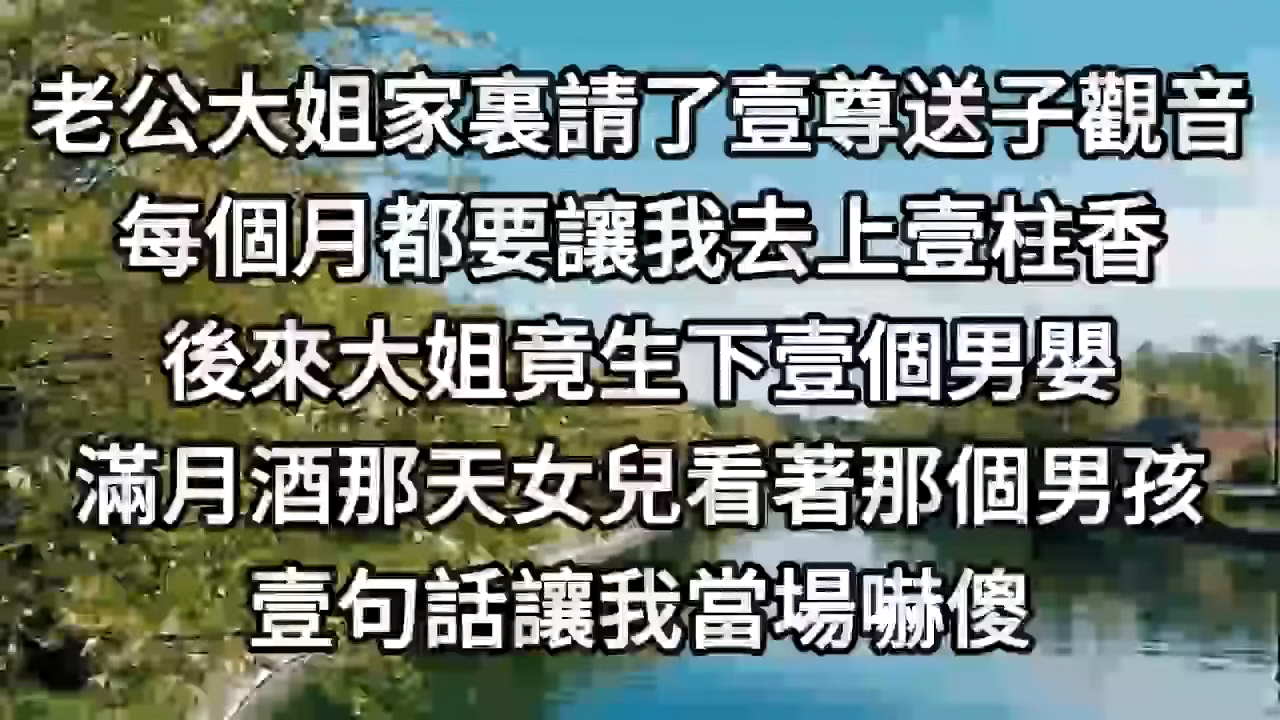 老公大姐家裏請了壹尊送子觀音
每個月都要讓我去上壹柱香
後來大姐竟生下壹個男嬰
滿月酒那天女兒看著那個男孩
壹句話讓我當場嚇傻